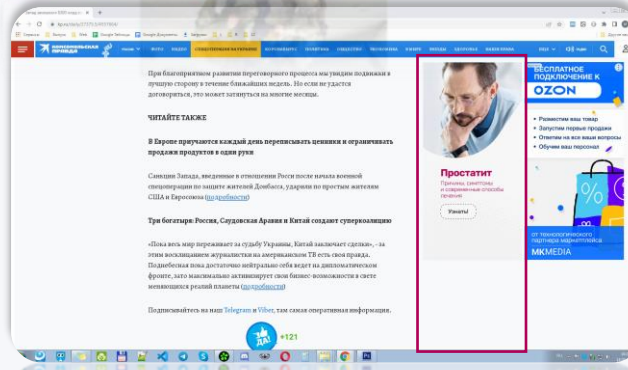 КОМСОМОЛЬСКАЯ
ПРАВДА
При благоприятном развитии переговорного процесса мы увидим подвижки в
лучшую сторону в течение ближайших недель. Но если не удастся
договориться, это может затянуться на многие месяцы.
ЧИТАЙТЕ ТАКЖЕ
В Европе приучаются каждый день переписывать ценники и ограничивать
продажи продуктов в одни руки
Санкции Запада, введенные в отношении Росси после начала военной
спецоперации по защите жителей Донбасса, ударили по простым жителям
США и Евросоюза (подробности)
Три богатыря: Россия, Саудовская Аравия и Китай создают суперкоалицию
«Пока весь мир переживает за судьбу Украины, Китай заключает сделки», - за
этим восклицанием журналистки на американском ТВ есть своя правда.
Поднебесная пока достаточно нейтрально себя ведет на дипломатическом
фронте, зато максимально активизирует свои бизнес-возможности в свете
меняющихся реалий планеты (подробности)
Подписывайтесь на наш Telegram и Viber, там самая оперативная информация.
ДА!
+121
Простатит
Причины, симптомы
и современные способы
лечения
Узнать!
БЕСПЛАТНОЕ
ПОДКЛЮЧЕНИЕ К
OZON
• Разместим ваш товар
• Запустим первые продажи
• Ответим на все ваши вопросы
• Обучим ваш персонал
%
ОТ ТЕХНОЛОГИЧЕСКОГО
ПАРТНЕРА МАРКЕТПЛЕЙСА
MKMEDIA